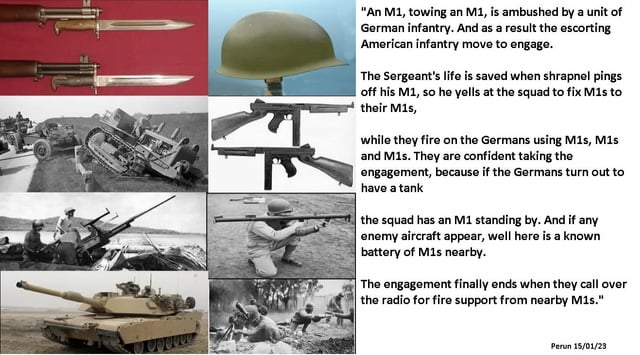 "An M1, towing an M1, is ambushed by a unit of
German infantry. And as a result the escorting
American infantry move to engage.
The Sergeant's life is saved when shrapnel pings
off his M1, so he yells at the squad to fix M1s to
their M1s,
while they fire on the Germans using M1s, M1s
and M1s. They are confident taking the
engagement, because if the Germans turn out to
have a tank
the squad has an M1 standing by. And if any
enemy aircraft appear, well here is a known
battery of M1s nearby.
The engagement finally ends when they call over
the radio for fire support from nearby M1s."
Perun 15/01/23